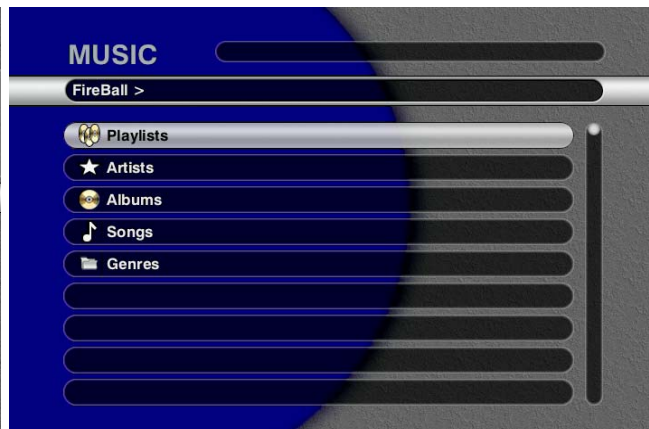 MUSIC
FireBall >
Playlists
Artists
Albums
Songs
Genres